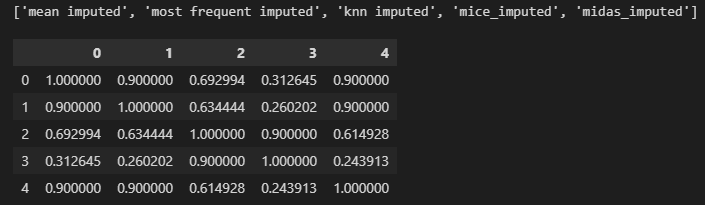 ['mean imputed', 'most frequent imputed', 'knn imputed', 'mice_imputed', 'midas_imputed']
0 1 2 3 4
0 1.000000 0.900000 0.692994 0.312645 0.900000
1 0.900000 1.000000 0.634444 0.260202 0.900000
2 0.692994 0.634444 1.000000 0.900000 0.614928
3 0.312645 0.260202 0.900000 1.000000 0.243913
4 0.900000 0.900000 0.614928 0.243913 1.000000